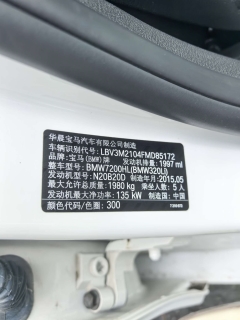 华晨宝马汽车有限公司制造
车辆识别代号: LBV3M2104FMD85172
品牌: 宝马(BMW)牌 发动机排量: 1997 ml
整车型号: BMW7200HL(BMW320Li)
发动机型号: N20B20D 制造年月: 2015.05
最大允许总质量: 1980 kg 乘坐人数: 5 人
发动机最大净功率: 135 kW 制造国: 中国
颜色代码/色圈: 300